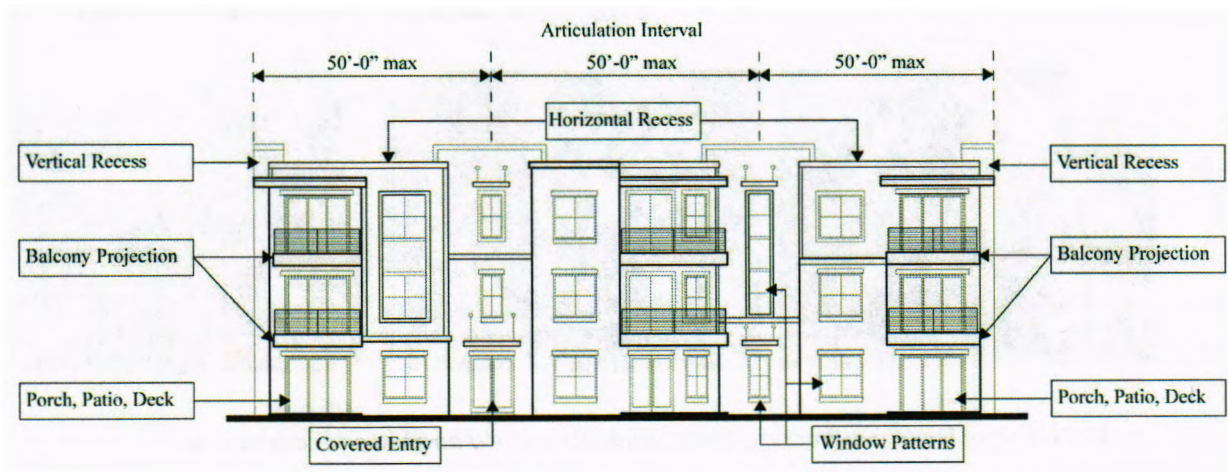 Articulation Interval
50’-0” max 50’-0” max 50’-0” max
Horizontal Recess
Vertical Recess Vertical Recess
Balcony Projection Balcony Projection
Porch, Patio, Deck Porch, Patio, Deck
Covered Entry Window Patterns